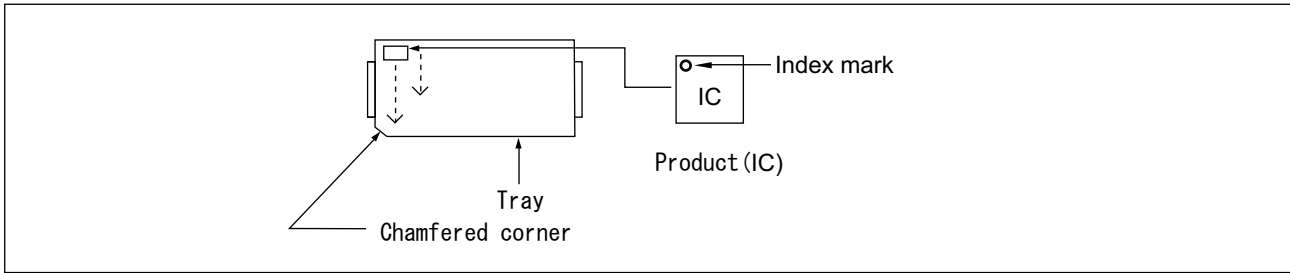 Index mark
IC
Product(IC)
Tray
Chamfered corner